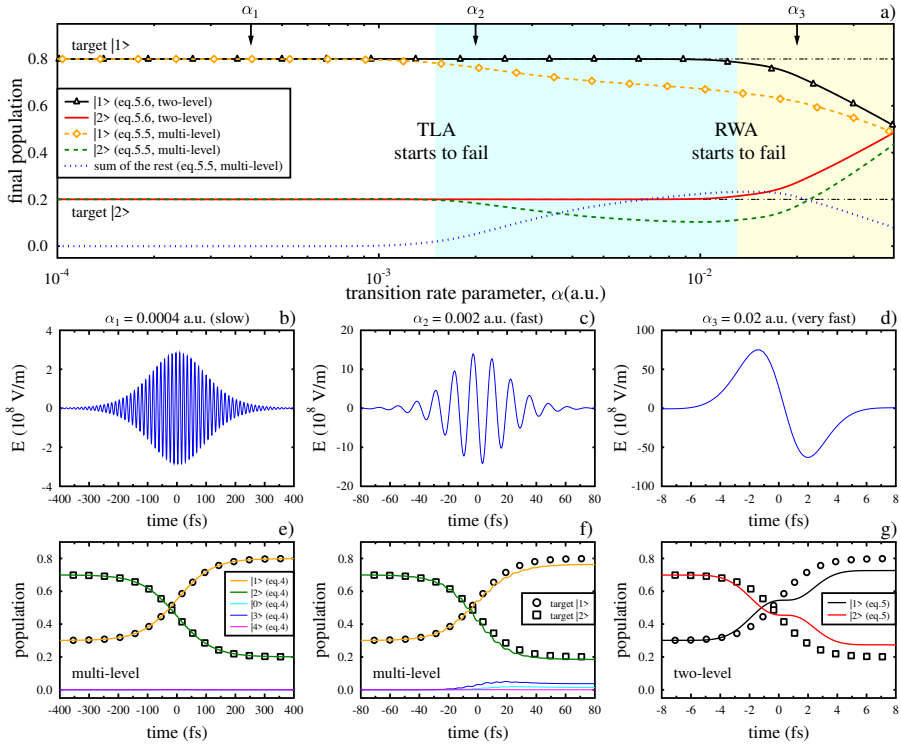 α₁ α₂ α₃
a)
target |1>
0.8
0.6
0.4
0.2
0.0
final population
|1> (eq.5.6, two-level)
|2> (eq.5.6, two-level)
|1> (eq.5.5, multi-level)
|2> (eq.5.5, multi-level)
sum of the rest (eq.5.5, multi-level)
TLA
starts to fail
RWA
starts to fail
target |2>
10⁻⁴ 10⁻³ 10⁻²
transition rate parameter, α(a.u.)
α₁ = 0.0004 a.u. (slow) b)
4
2
0
-2
-4
E (10⁸ V/m)
-400 -300 -200 -100 0 100 200 300 400
time (fs)
α₂ = 0.002 a.u. (fast) c)
20
10
0
-10
-20
E (10⁸ V/m)
-80 -60 -40 -20 0 20 40 60 80
time (fs)
α₃ = 0.02 a.u. (very fast) d)
100
50
0
-50
-100
E (10⁸ V/m)
-8 -6 -4 -2 0 2 4 6 8
time (fs)
e)
0.8
0.6
0.4
0.2
0.0
population
|1> (eq.4)
|2> (eq.4)
|0> (eq.4)
|3> (eq.4)
|4> (eq.4)
multi-level
-400 -300 -200 -100 0 100 200 300 400
time (fs)
f)
0.8
0.6
0.4
0.2
0.0
population
target |1>
target |2>
multi-level
-80 -60 -40 -20 0 20 40 60 80
time (fs)
g)
0.8
0.6
0.4
0.2
0.0
population
|1> (eq.5)
|2> (eq.5)
two-level
-8 -6 -4 -2 0 2 4 6 8
time (fs)